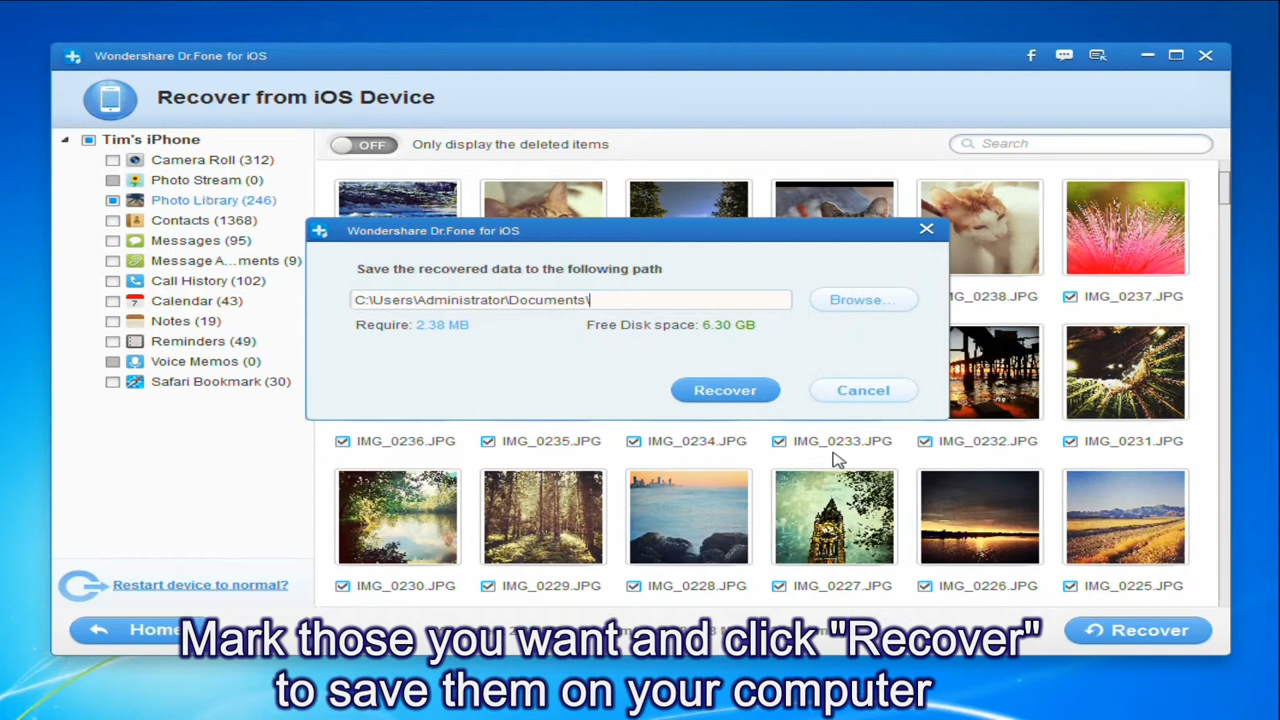 Wondershare Dr.Fone for iOS
Recover from iOS Device
Tim's iPhone
Camera Roll (312)
Photo Stream (0)
Photo Library (246)
Contacts (1368)
Messages (95)
Message A...ments (9)
Call History (102)
Calendar (43)
Notes (19)
Reminders (49)
Voice Memos (0)
Safari Bookmark (30)
OFF Only display the deleted items
Search
Wondershare Dr.Fone for iOS
Save the recovered data to the following path
C:\Users\Administrator\Documents\
Browse...
Require: 2.38 MB Free Disk space: 6.30 GB
Recover Cancel
G_0238.JPG IMG_0237.JPG
IMG_0236.JPG IMG_0235.JPG IMG_0234.JPG IMG_0233.JPG IMG_0232.JPG IMG_0231.JPG
IMG_0230.JPG IMG_0229.JPG IMG_0228.JPG IMG_0227.JPG IMG_0226.JPG IMG_0225.JPG
Restart device to normal?
Home
Recover
Mark those you want and click "Recover"
to save them on your computer